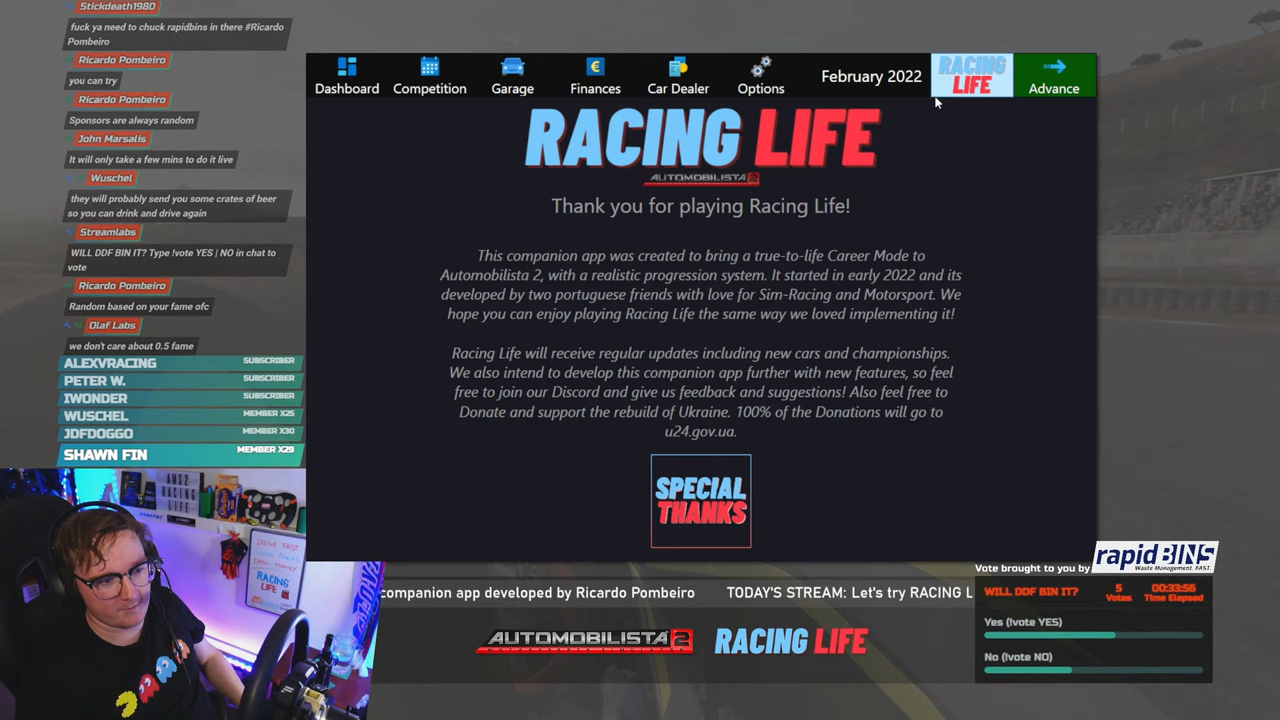 Stickdeath1980
fuck ya need to chuck rapidbins in there #Ricardo
Pombeiro
Ricardo Pombeiro
you can try
Ricardo Pombeiro
Sponsors are always random
John Marsalis
It will only take a few mins to do it live
Wuschel
they will probably send you some crates of beer
so you can drink and drive again
Streamlabs
WILL DDF BIN IT? Type !vote YES | NO in chat to
vote
Ricardo Pombeiro
Random based on your fame ofc
Olaf Labs
we don't care about 0.5 fame
ALEXVRACING SUBSCRIBER
PETER W. SUBSCRIBER
IWONDER SUBSCRIBER
WUSCHEL MEMBER X25
JDFDOGGO MEMBER X30
SHAWN FIN MEMBER X29
Dashboard
Competition
Garage
Finances
Car Dealer
Options
February 2022
RACING
LIFE
Advance
RACING LIFE
AUTOMOBILISTA 2
Thank you for playing Racing Life!
This companion app was created to bring a true-to-life Career Mode to
Automobilista 2, with a realistic progression system. It started in early 2022 and its
developed by two portuguese friends with love for Sim-Racing and Motorsport. We
hope you can enjoy playing Racing Life the same way we loved implementing it!
Racing Life will receive regular updates including new cars and championships.
We also intend to develop this companion app further with new features, so feel
free to join our Discord and give us feedback and suggestions! Also feel free to
Donate and support the rebuild of Ukraine. 100% of the Donations will go to
u24.gov.ua.
SPECIAL
THANKS
AMS2
RACING
LIFE
DRIVE FAST
RACING
LIFE
companion app developed by Ricardo Pombeiro TODAY'S STREAM: Let's try RACING L
AUTOMOBILISTA 2 RACING LIFE
rapidBINS
Waste Management. FAST.
Vote brought to you by
WILL DDF BIN IT?
5
Votes
00:33:56
Time Elapsed
Yes (!vote YES)
No (!vote NO)